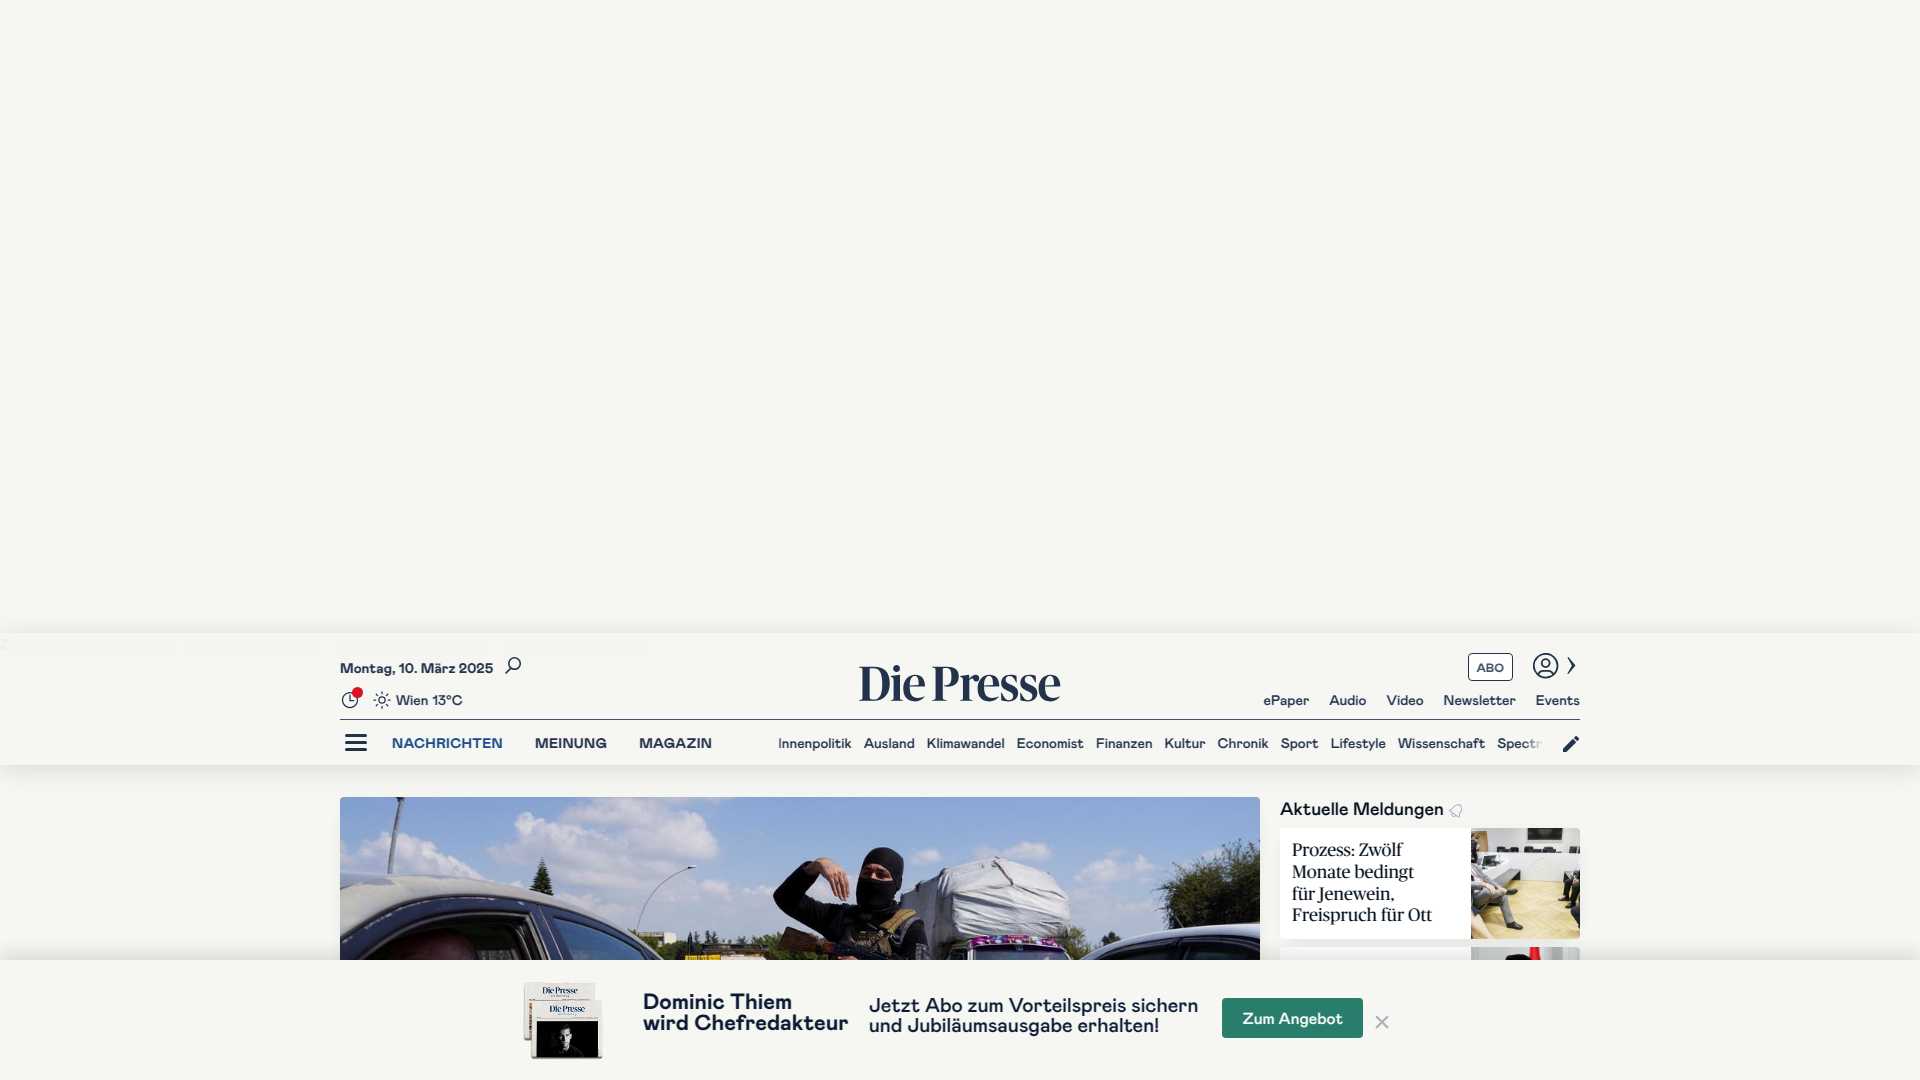 Montag, 10. März 2025
Wien 13°C
Die Presse
ABO
ePaper Audio Video Newsletter Events
NACHRICHTEN MEINUNG MAGAZIN
Innenpolitik Ausland Klimawandel Economist Finanzen Kultur Chronik Sport Lifestyle Wissenschaft Spectr
Aktuelle Meldungen
Prozess: Zwölf
Monate bedingt
für Jenewein,
Freispruch für Ott
Die Presse
Die Presse
Dominic Thiem
wird Chefredakteur
Jetzt Abo zum Vorteilspreis sichern
und Jubiläumsausgabe erhalten!
Zum Angebot